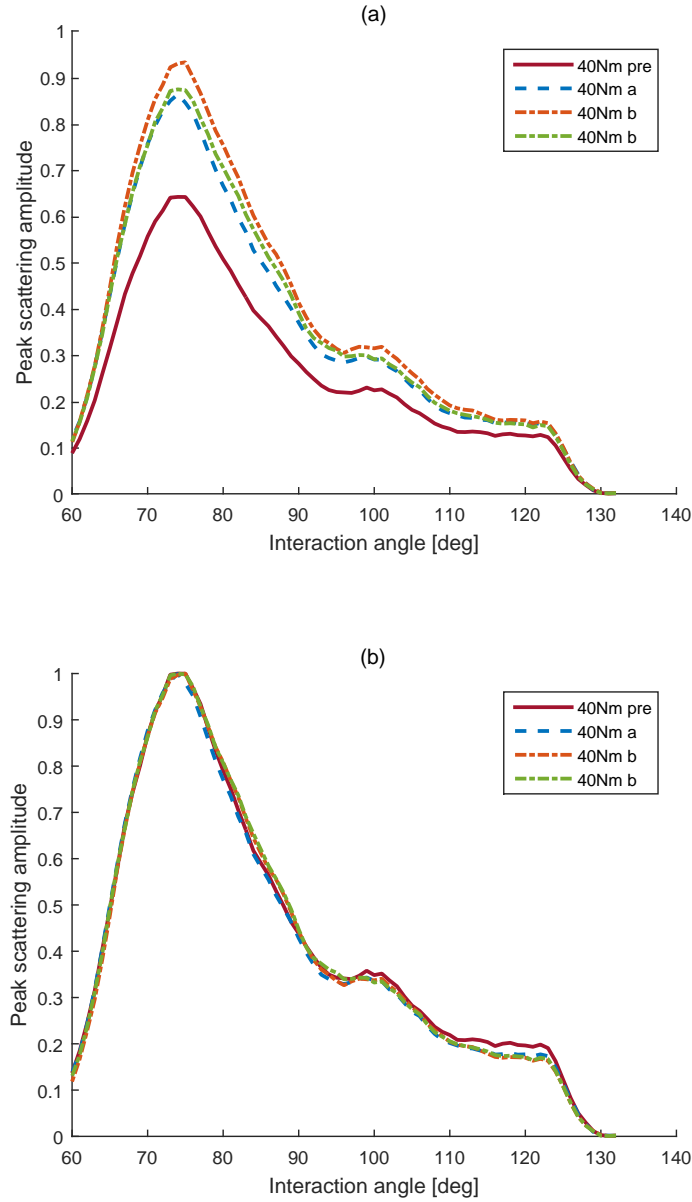 (a)
Peak scattering amplitude
1
0.9
0.8
0.7
0.6
0.5
0.4
0.3
0.2
0.1
0
60 70 80 90 100 110 120 130 140
Interaction angle [deg]
40Nm pre
40Nm a
40Nm b
40Nm b
(b)
Peak scattering amplitude
1
0.9
0.8
0.7
0.6
0.5
0.4
0.3
0.2
0.1
0
60 70 80 90 100 110 120 130 140
Interaction angle [deg]
40Nm pre
40Nm a
40Nm b
40Nm b